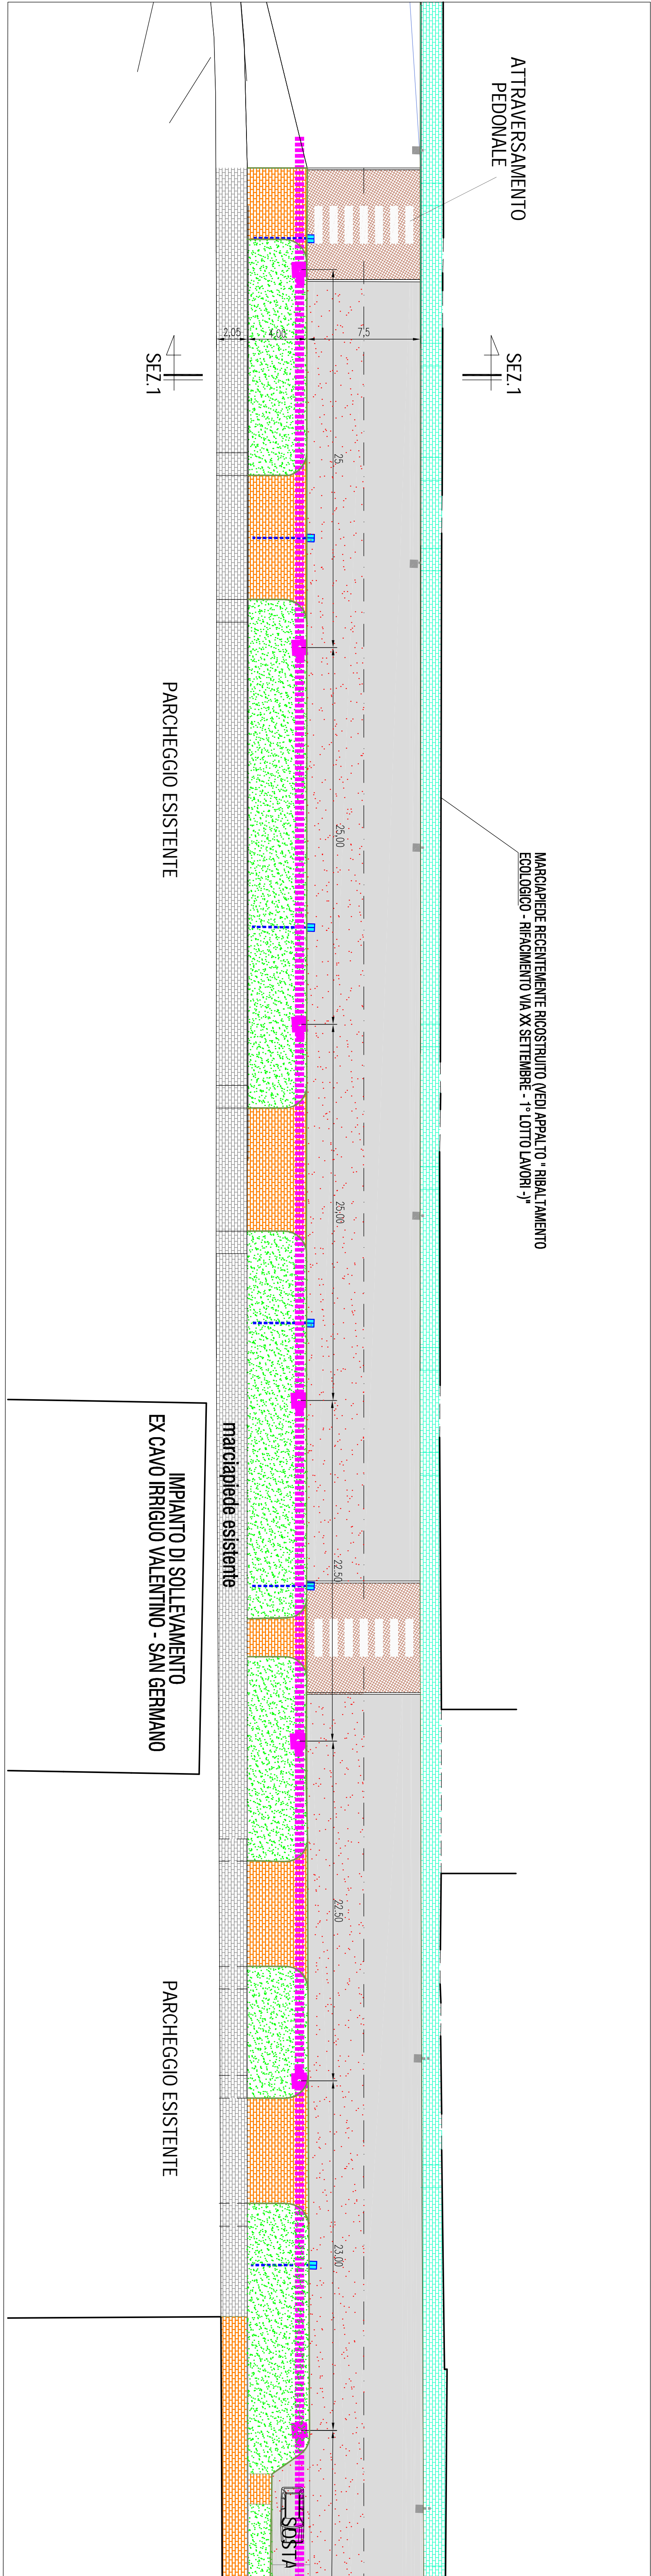 ATTRAVERSAMENTO
PEDONALE
SEZ.1
SEZ.1
2,05
4,00
7,5
25
PARCHEGGIO ESISTENTE
25,00
MARCIAPIEDE RECENTEMENTE RICOSTRUITO (VEDI APPALTO " RIBALTAMENTO
ECOLOGICO - RIFACIMENTO VIA XX SETTEMBRE - 1° LOTTO LAVORI -)"
25,00
marciapiede esistente
IMPIANTO DI SOLLEVAMENTO
EX CAVO IRRIGUO VALENTINO - SAN GERMANO
22,50
22,50
PARCHEGGIO ESISTENTE
23,00
SOSTA